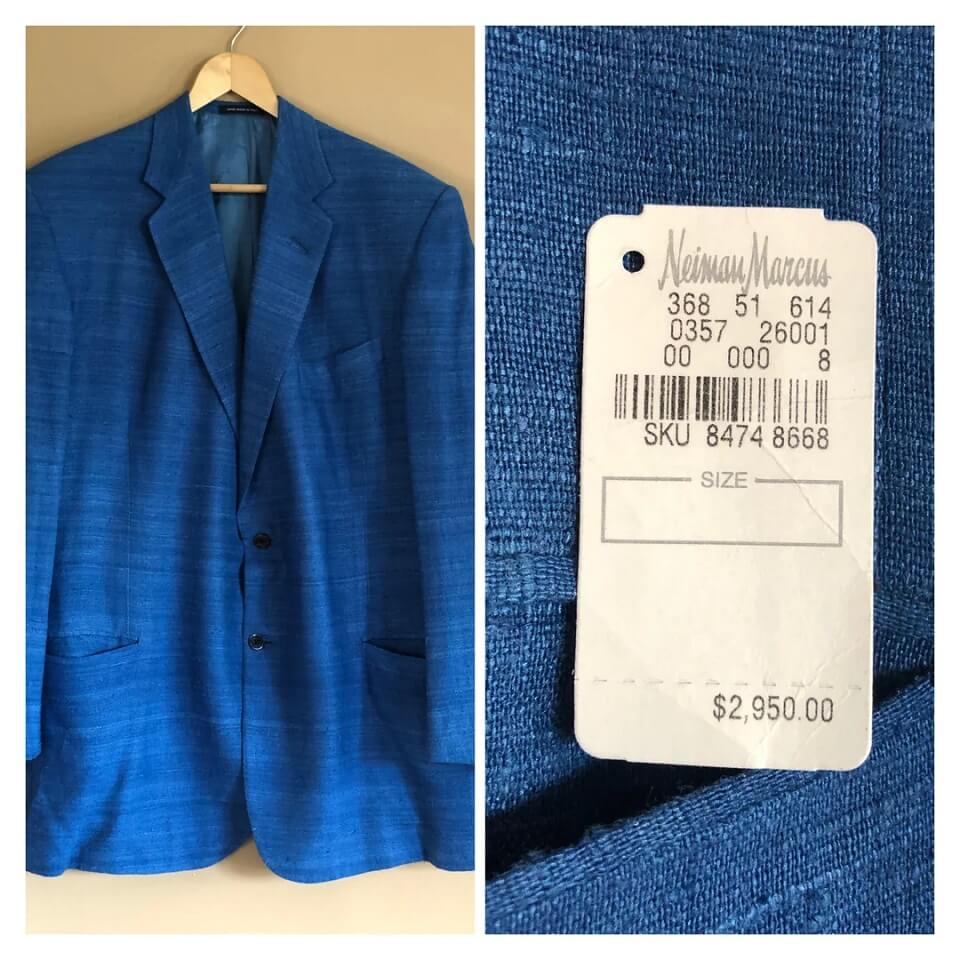 Neiman Marcus
368 51 614
0357 26001
00 000 8
SKU 8474 8668
SIZE
$2,950.00